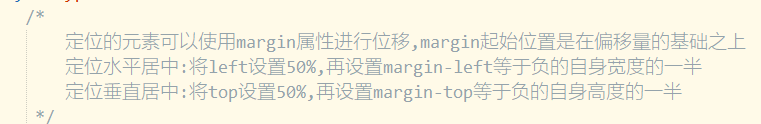 /*
定位的元素可以使用margin属性进行位移,margin起始位置是在偏移量的基础之上
定位水平居中:将left设置50%,再设置margin-left等于负的自身宽度的一半
定位垂直居中:将top设置50%,再设置margin-top等于负的自身高度的一半
*/